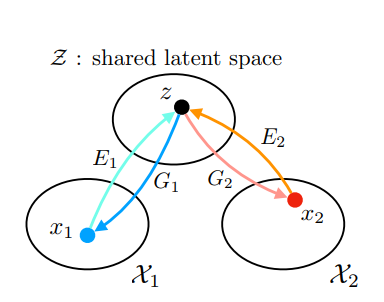 𝒵 : shared latent space
z
E₁
E₂
G₁
G₂
x₁
x₂
𝒳₁
𝒳₂